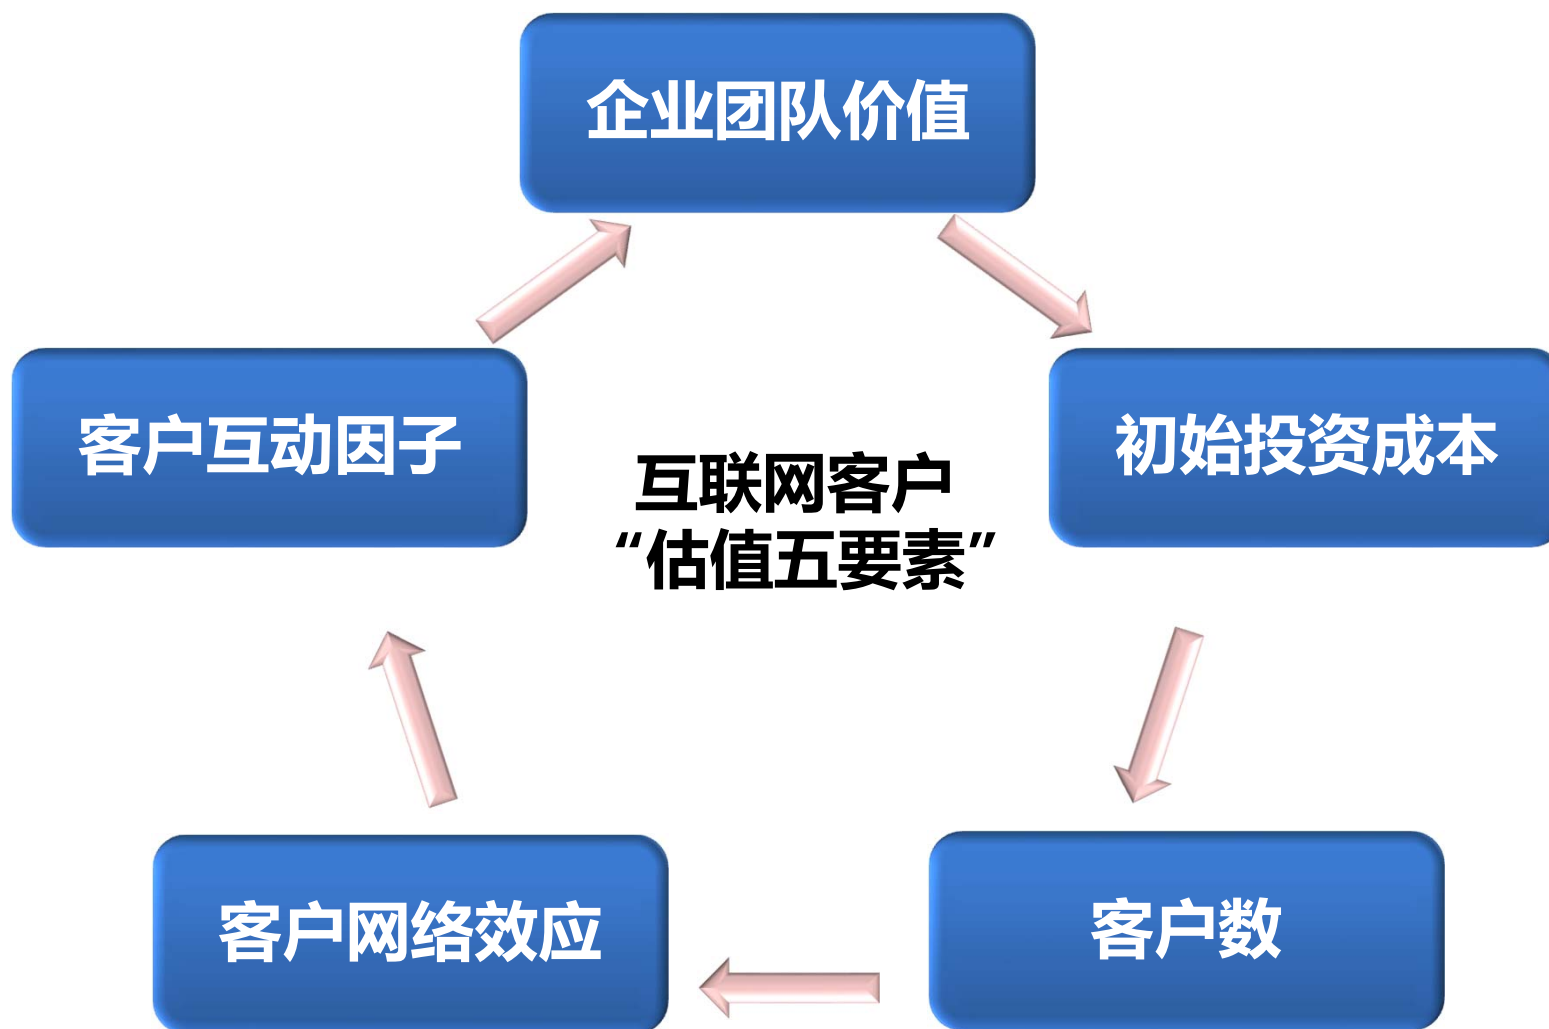 企业团队价值
客户互动因子
初始投资成本
互联网客户
“估值五要素”
客户网络效应
客户数